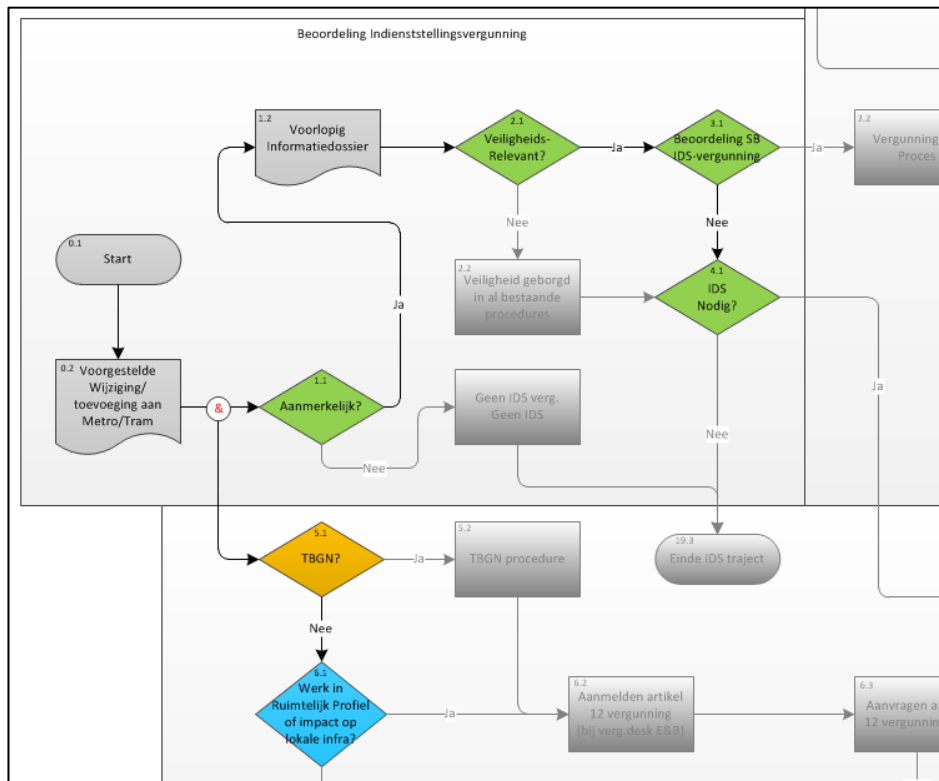 Beoordeling Indienststellingsvergunning
1.2
Voorlopig
Informatiedossier
2.1
Veiligheids-
Relevant?
Ja
3.1
Beoordeling SB
IDS-vergunning
Ja
3.2
Vergunning
Proces
Nee
Nee
0.1
Start
2.2
Veiligheid geborgd
in al bestaande
procedures
4.1
IDS
Nodig?
Ja
Ja
0.2
Voorgestelde
Wijziging/
toevoeging aan
Metro/Tram
&
1.1
Aanmerkelijk?
Geen IDS verg.
Geen IDS
Nee
Nee
5.1
TBGN?
Ja
5.2
TBGN procedure
19.3
Einde IDS traject
Nee
6.1
Werk in
Ruimtelijk Profiel
of impact op
lokale infra?
Ja
6.2
Aanmelden artikel
12 vergunning
(bij verg.desk E&B)
6.3
Aanvragen
12 vergunning